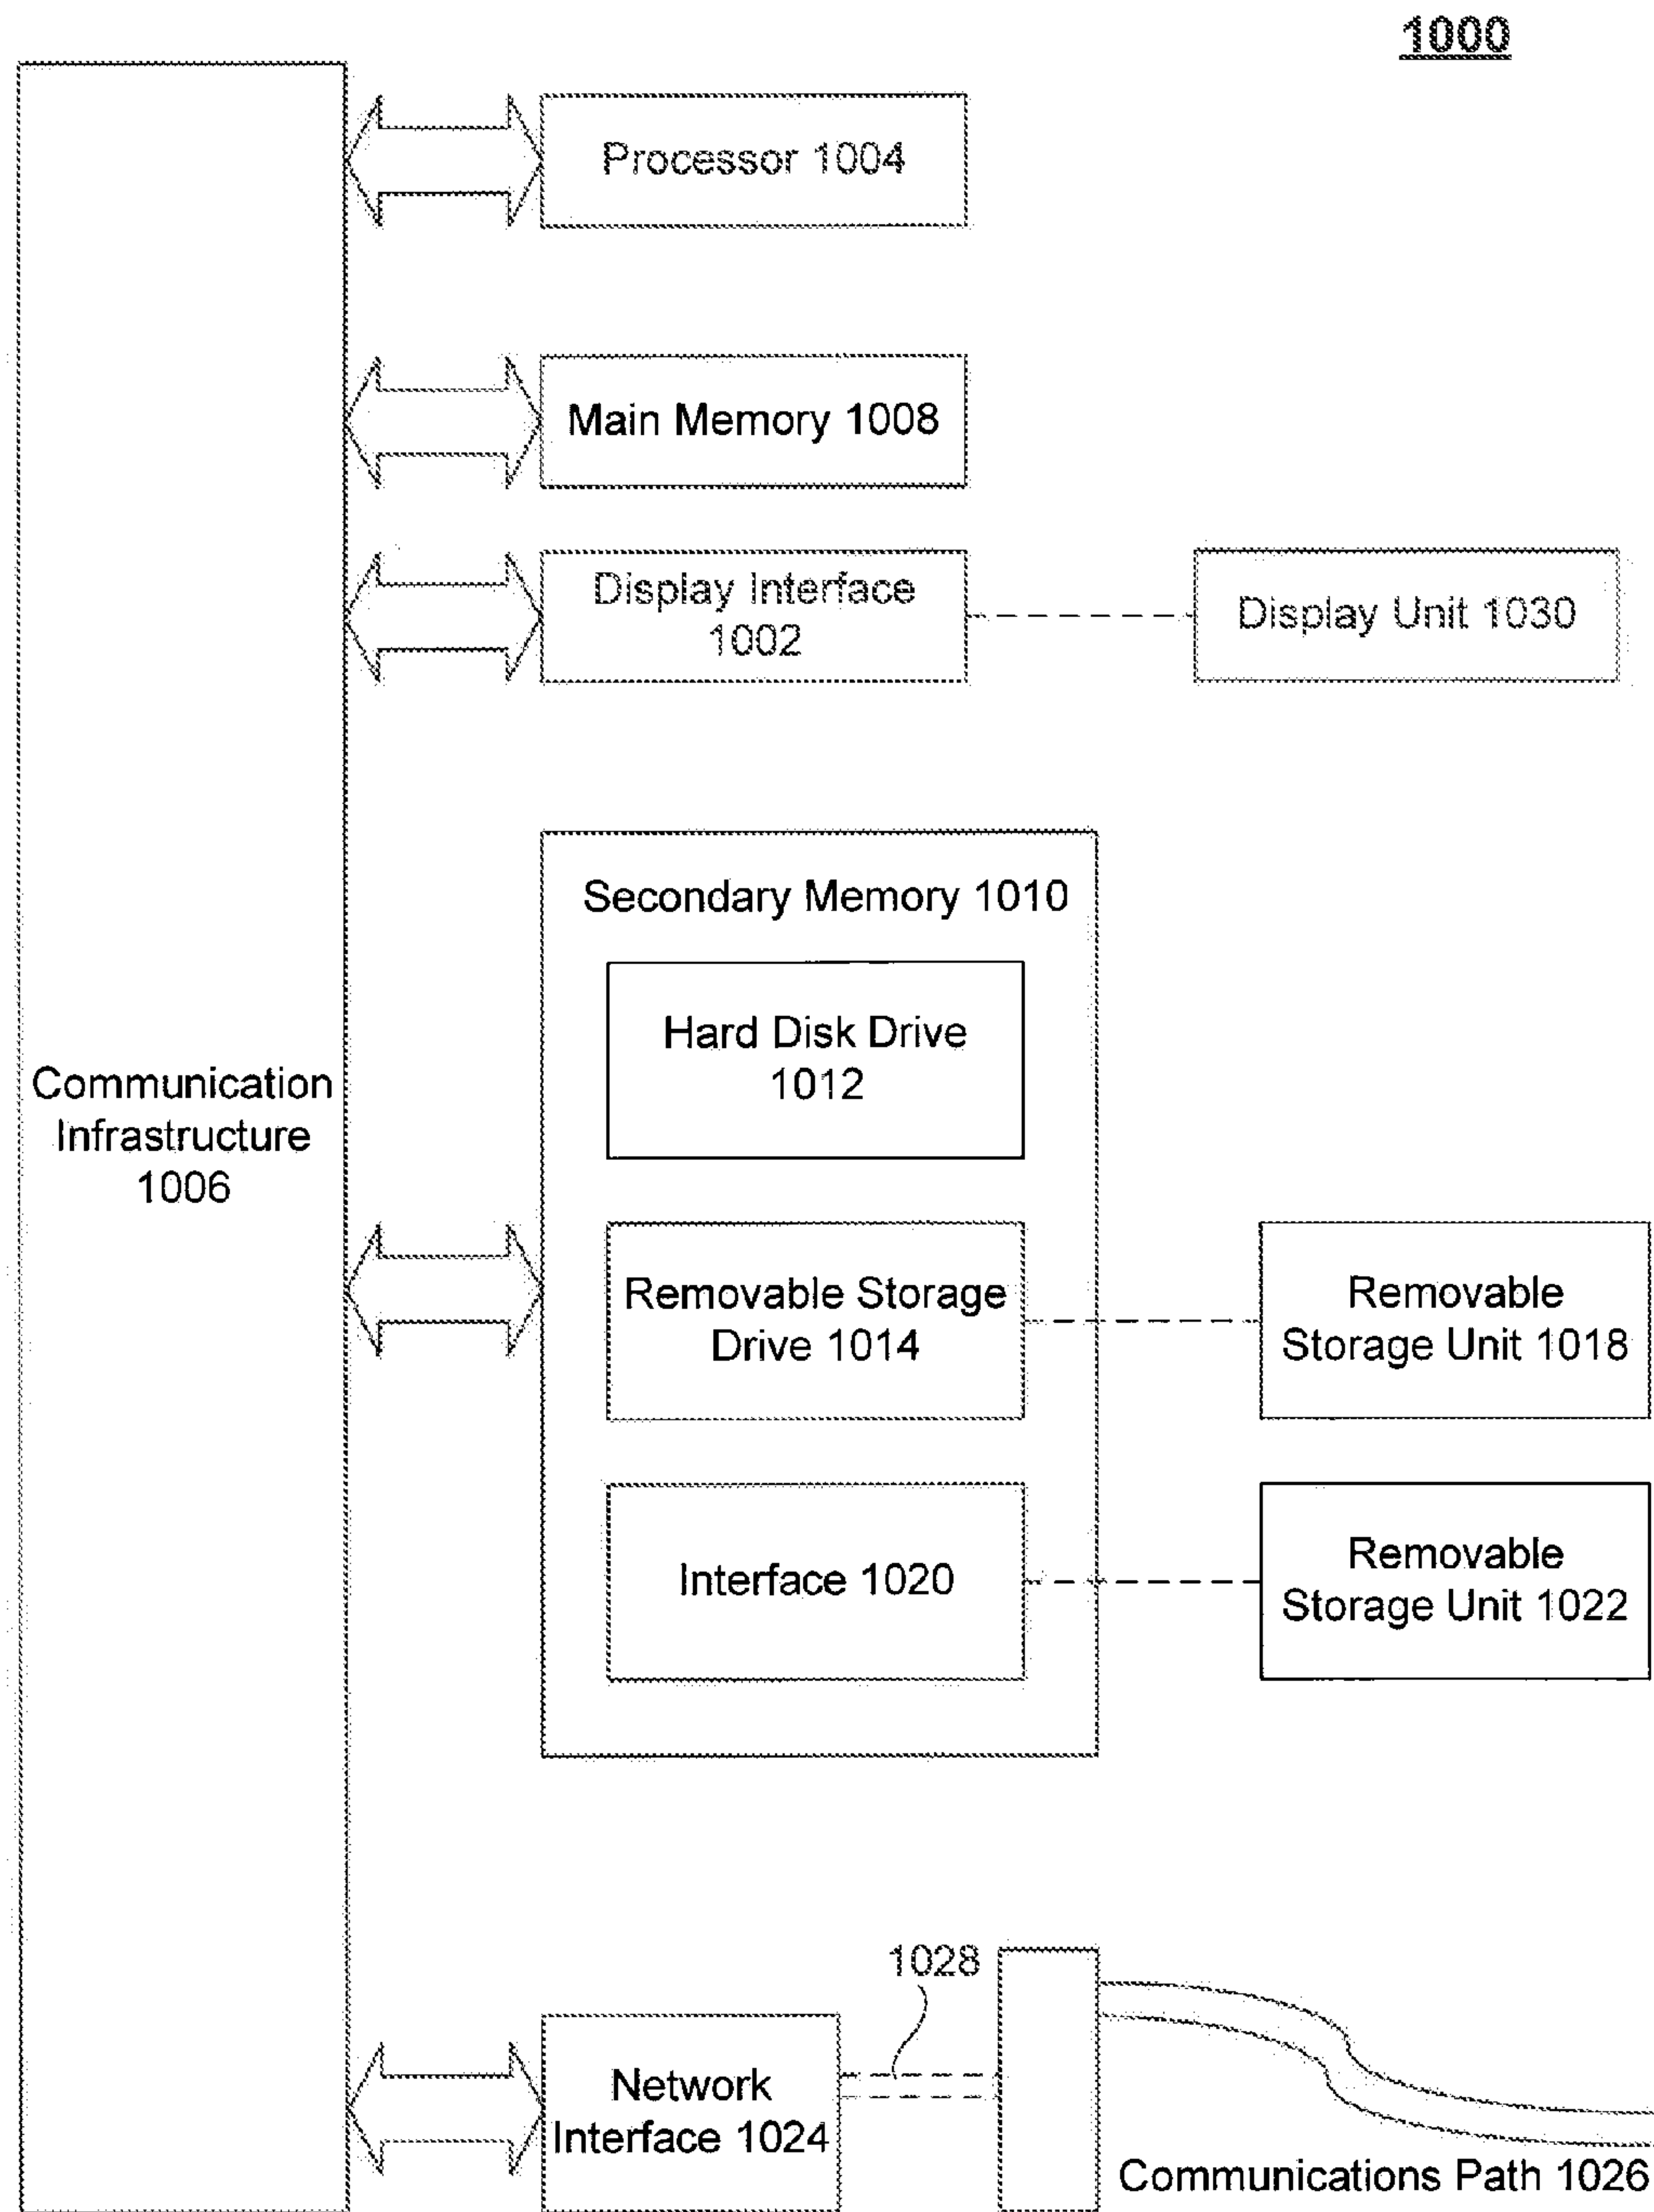 1000
Processor 1004
Main Memory 1008
Display Interface
1002
Display Unit 1030
Secondary Memory 1010
Hard Disk Drive
1012
Communication
Infrastructure
1006
Removable Storage
Drive 1014
Removable
Storage Unit 1018
Interface 1020
Removable
Storage Unit 1022
1028
Network
Interface 1024
Communications Path 1026